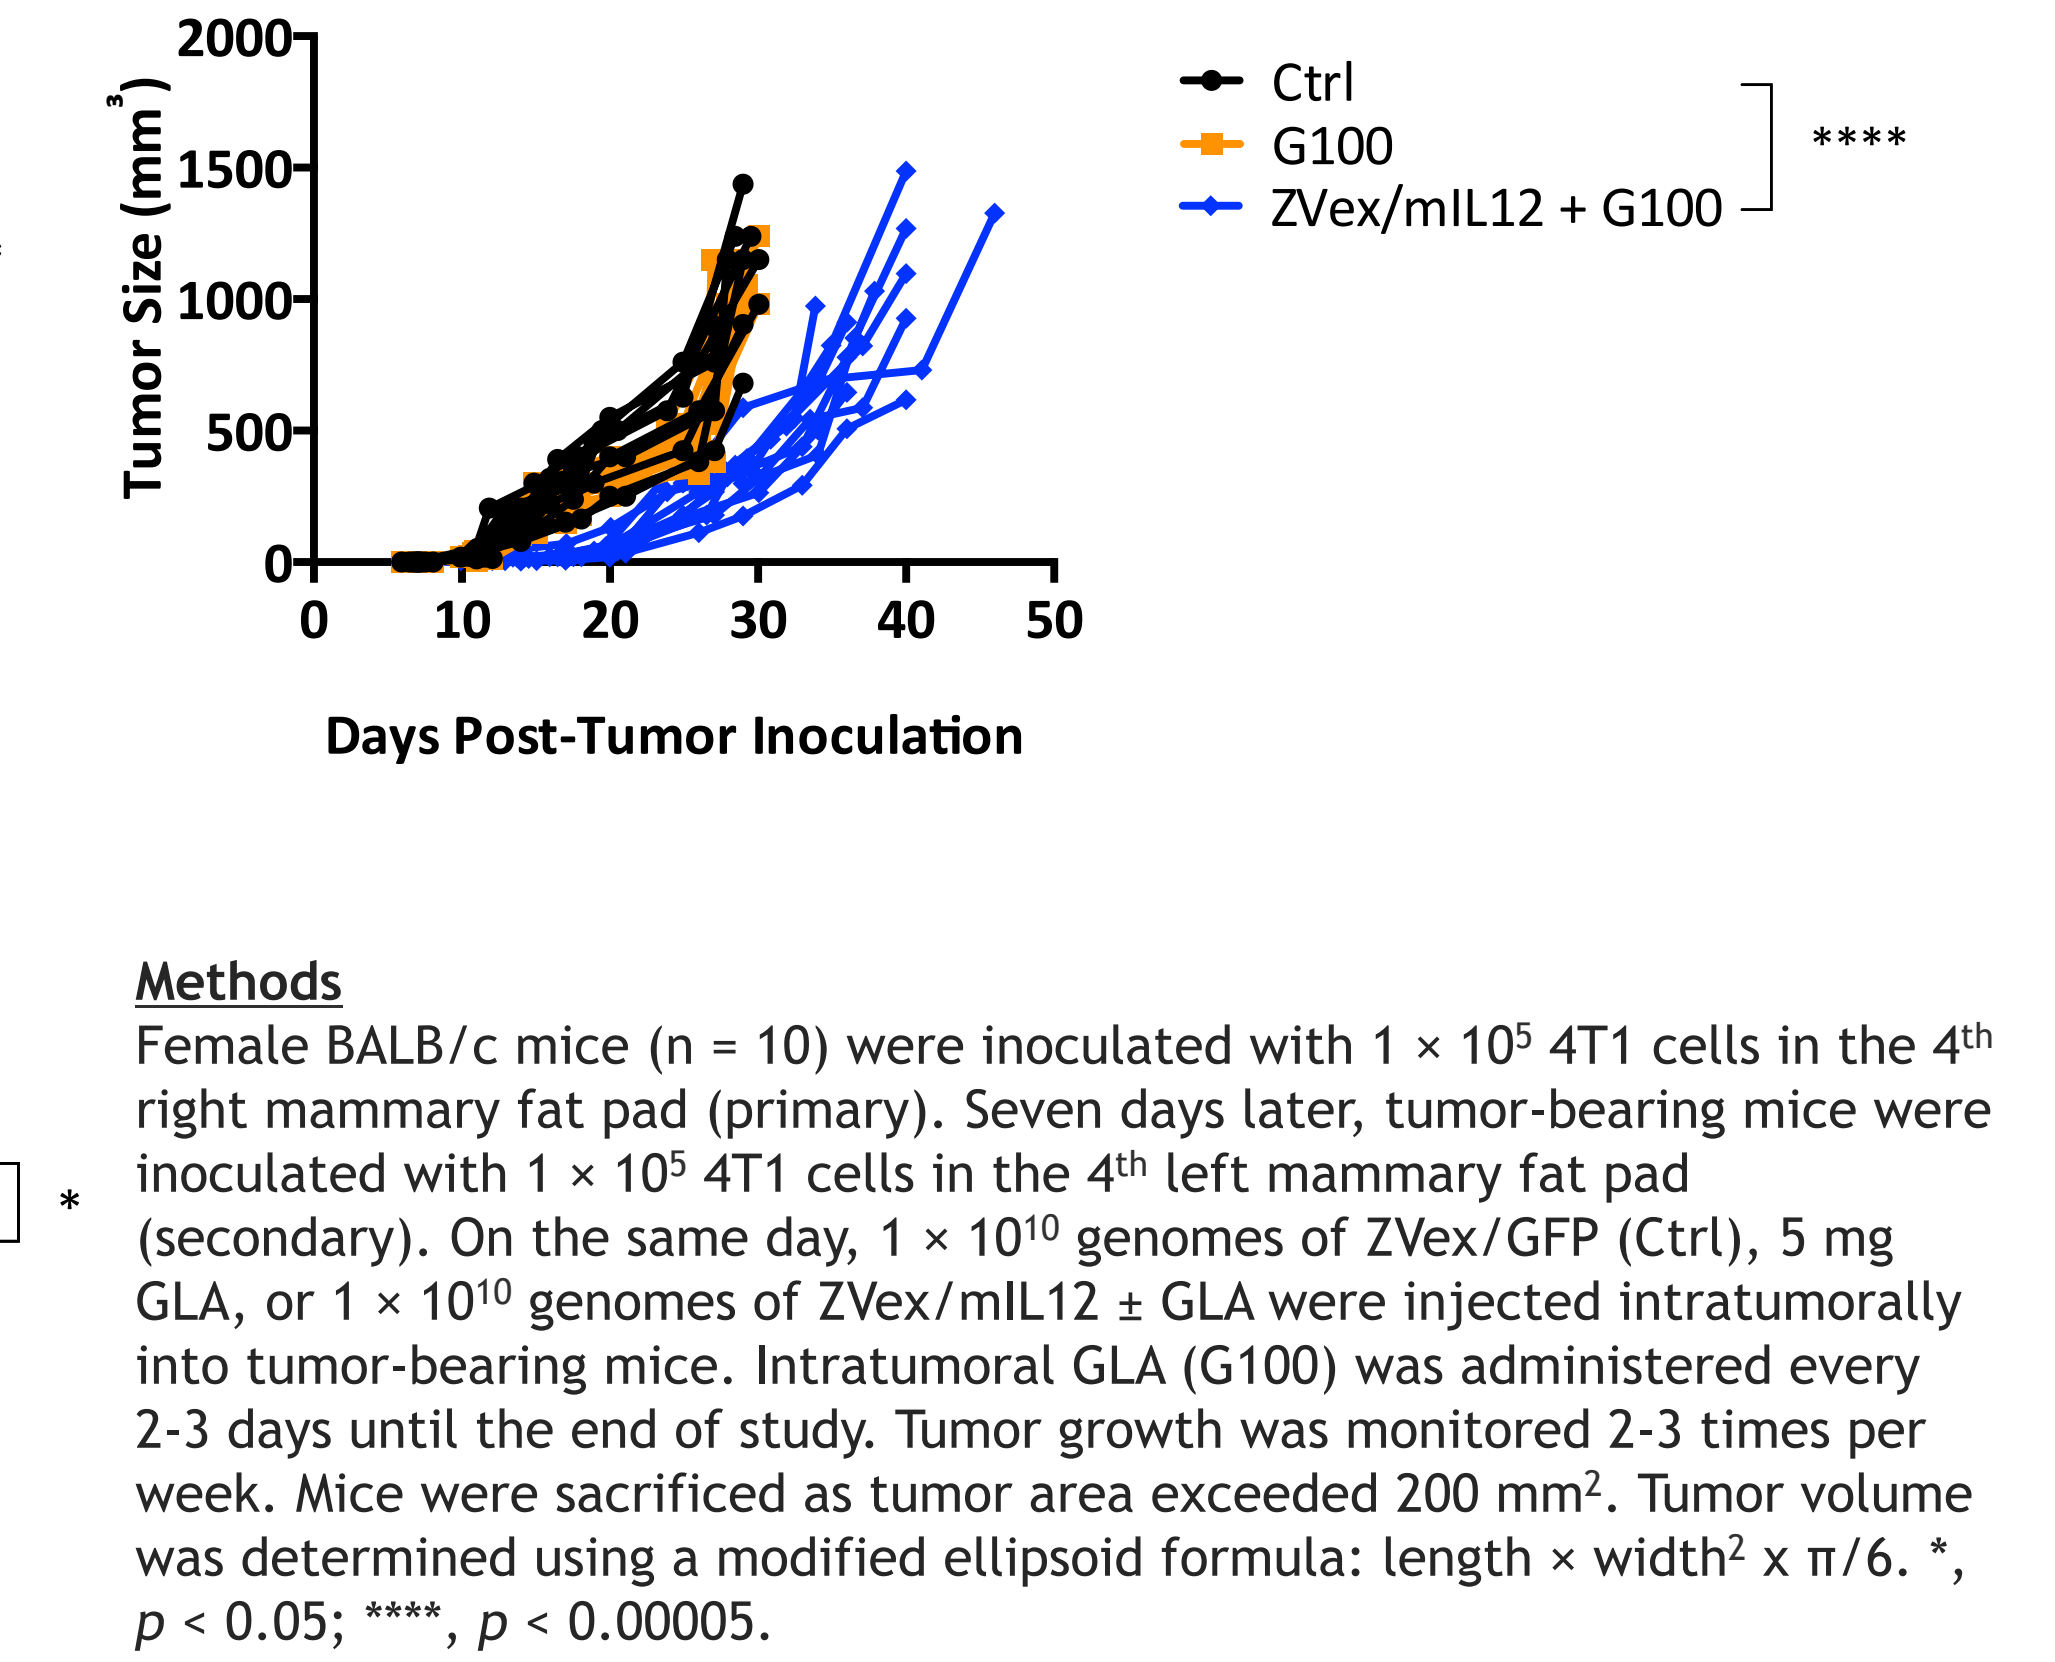 2000
1500
1000
500
0
Tumor Size (mm³)
0 10 20 30 40 50
Days Post-Tumor Inoculation
Ctrl
G100
ZVex/mIL12 + G100
****
*
Methods
Female BALB/c mice (n = 10) were inoculated with 1 × 10⁵ 4T1 cells in the 4ᵗʰ
right mammary fat pad (primary). Seven days later, tumor-bearing mice were
inoculated with 1 × 10⁵ 4T1 cells in the 4ᵗʰ left mammary fat pad
(secondary). On the same day, 1 × 10¹⁰ genomes of ZVex/GFP (Ctrl), 5 mg
GLA, or 1 × 10¹⁰ genomes of ZVex/mIL12 ± GLA were injected intratumorally
into tumor-bearing mice. Intratumoral GLA (G100) was administered every
2-3 days until the end of study. Tumor growth was monitored 2-3 times per
week. Mice were sacrificed as tumor area exceeded 200 mm². Tumor volume
was determined using a modified ellipsoid formula: length × width² x π/6. *,
p < 0.05; ****, p < 0.00005.